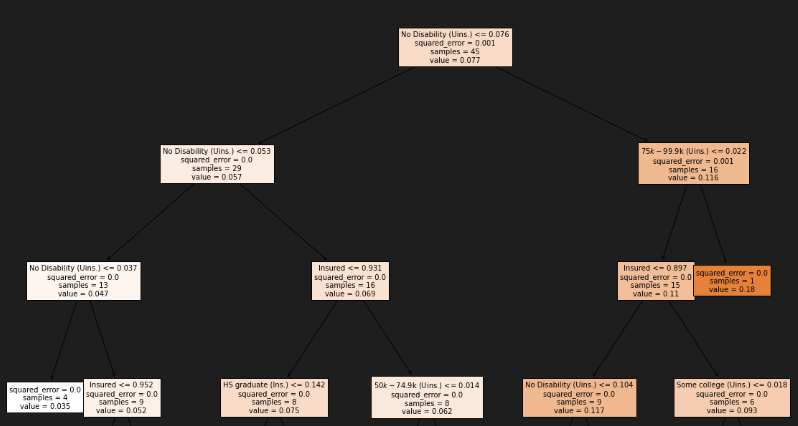 No Disability (Uins.) <= 0.076
squared_error = 0.001
samples = 45
value = 0.077
No Disability (Uins.) <= 0.053
squared_error = 0.0
samples = 29
value = 0.057
75k − 99.9k (Uins.) <= 0.022
squared_error = 0.001
samples = 16
value = 0.116
No Disability (Uins.) <= 0.037
squared_error = 0.0
samples = 13
value = 0.047
Insured <= 0.931
squared_error = 0.0
samples = 16
value = 0.069
Insured <= 0.897
squared_error = 0.0
samples = 15
value = 0.11
squared_error = 0.0
samples = 1
value = 0.18
squared_error = 0.0
samples = 4
value = 0.035
Insured <= 0.952
squared_error = 0.0
samples = 9
value = 0.052
HS graduate (Ins.) <= 0.142
squared_error = 0.0
samples = 8
value = 0.075
50k − 74.9k (Uins.) <= 0.014
squared_error = 0.0
samples = 8
value = 0.062
No Disability (Uins.) <= 0.104
squared_error = 0.0
samples = 9
value = 0.117
Some college (Uins.) <= 0.018
squared_error = 0.0
samples = 6
value = 0.093